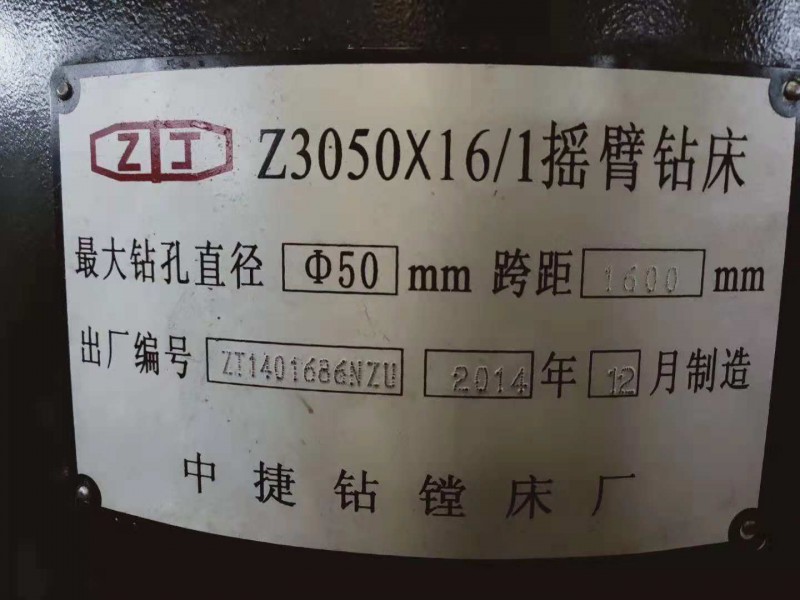 ZJ Z3050X16/1摇臂钻床
最大钻孔直径 Φ50 mm 跨距 1600 mm
出厂编号 ZT1401686NZU 2014 年 12 月制造
中捷钻镗床厂